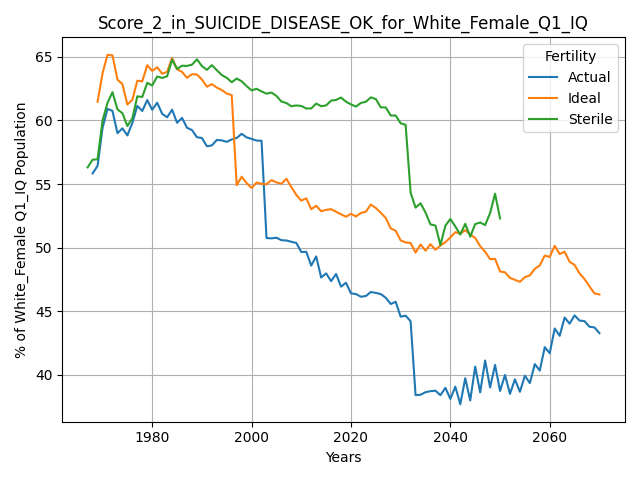 Score_2_in_SUICIDE_DISEASE_OK_for_White_Female_Q1_IQ
Fertility
Actual
Ideal
Sterile
% of White_Female Q1_IQ Population
65
60
55
50
45
40
1980
2000
2020
2040
2060
Years